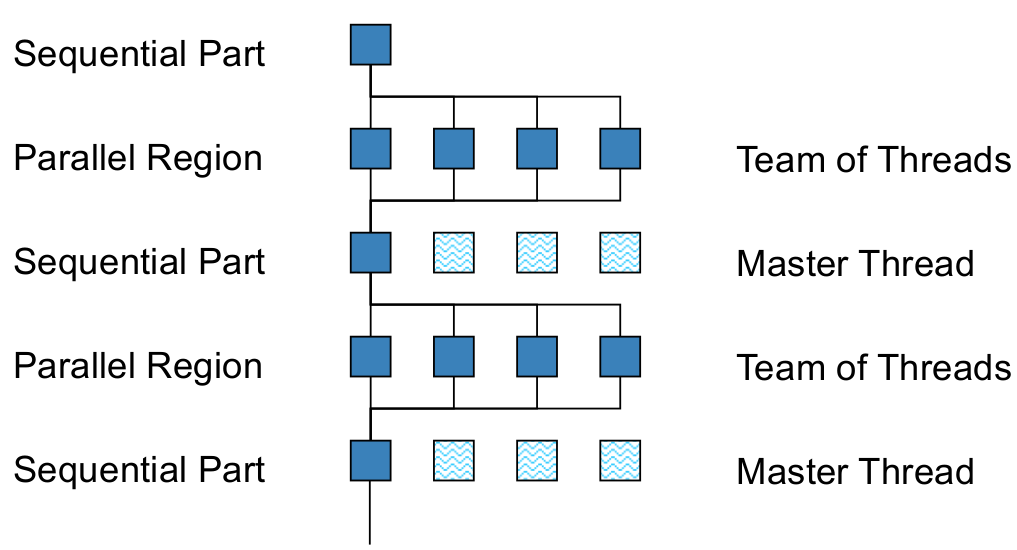 Sequential Part
Parallel Region
Team of Threads
Sequential Part
Master Thread
Parallel Region
Team of Threads
Sequential Part
Master Thread